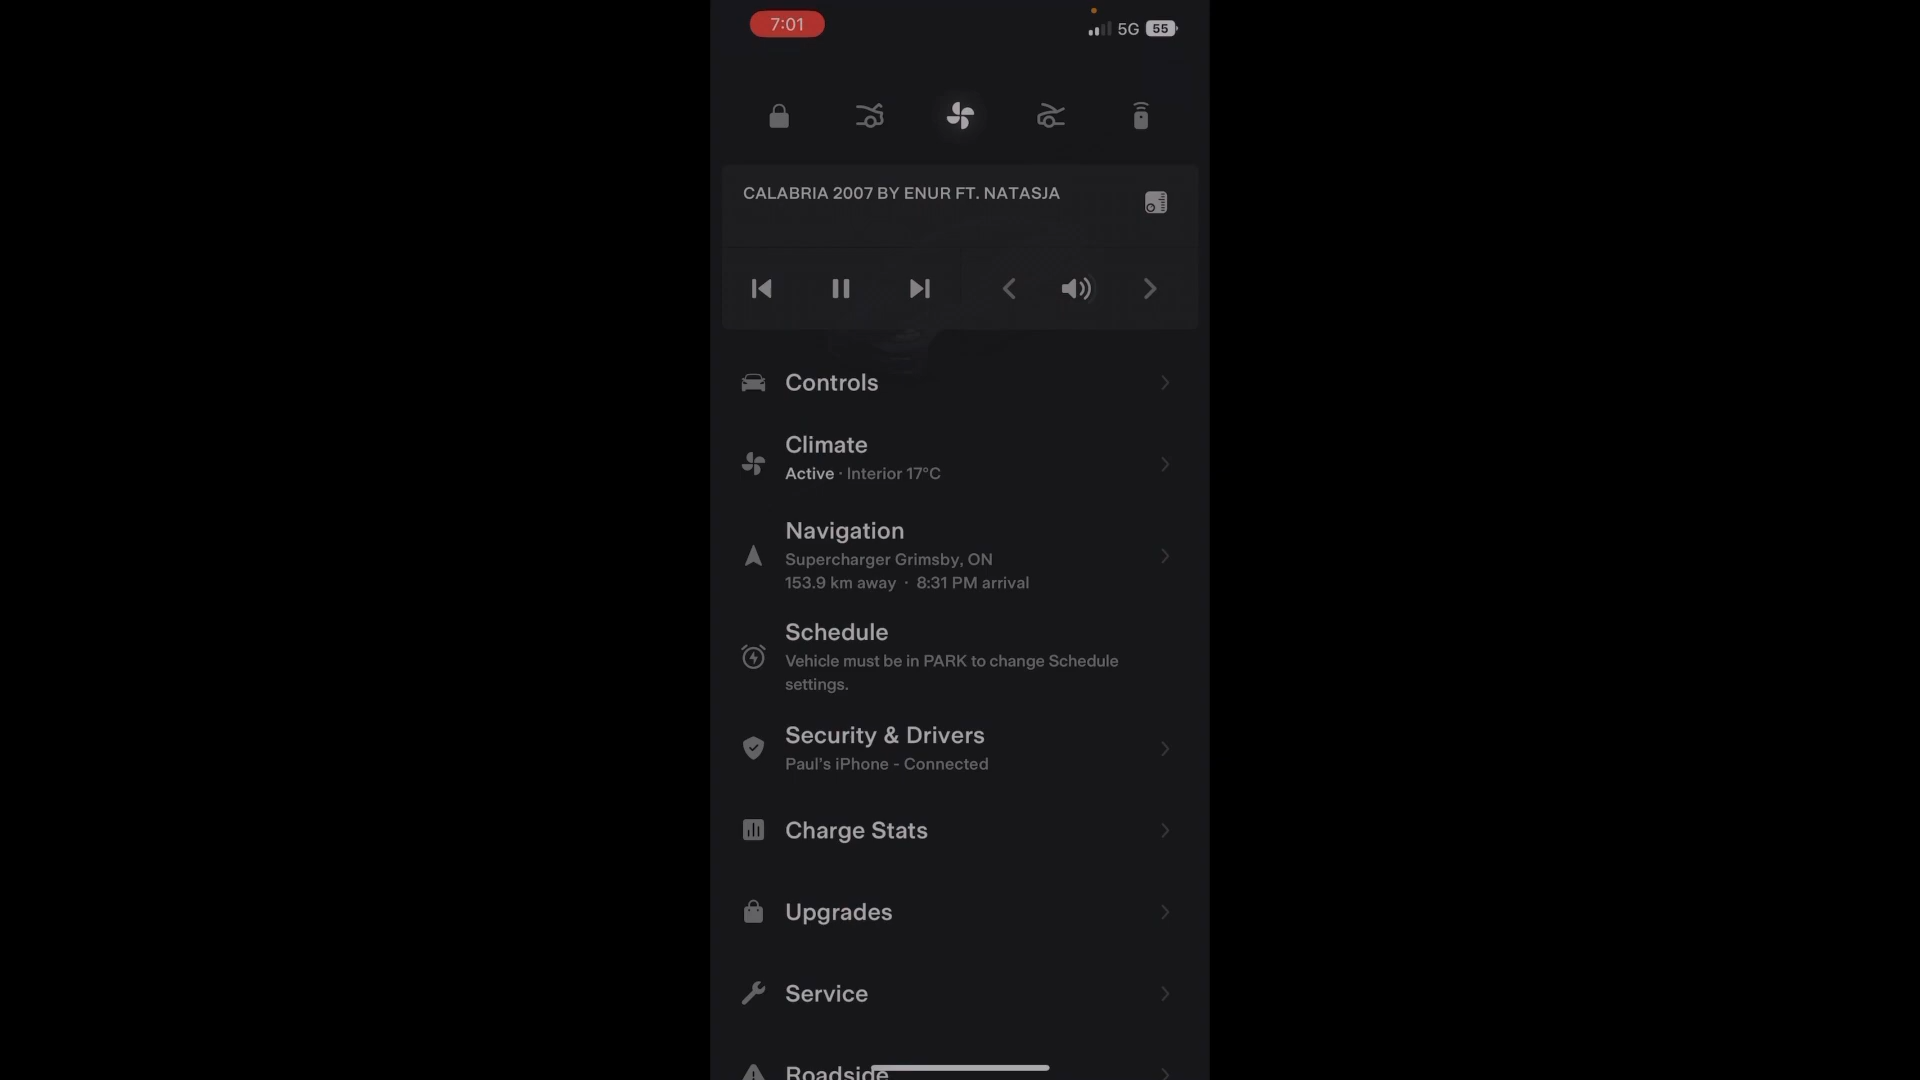 7:01
5G 55
CALABRIA 2007 BY ENUR FT. NATASJA
Controls
Climate
Active · Interior 17°C
Navigation
Supercharger Grimsby, ON
153.9 km away · 8:31 PM arrival
Schedule
Vehicle must be in PARK to change Schedule
settings.
Security & Drivers
Paul's iPhone - Connected
Charge Stats
Upgrades
Service
Roadside